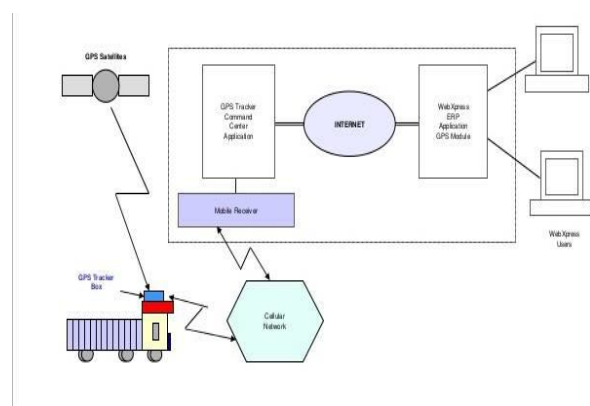 GPS Satellites
GPS Tracker
Command
Center
Application
INTERNET
WebXpress
ERP
Application
GPS Module
Mobile Receiver
WebXpress
Users
GPS Tracker
Box
Cellular
Network